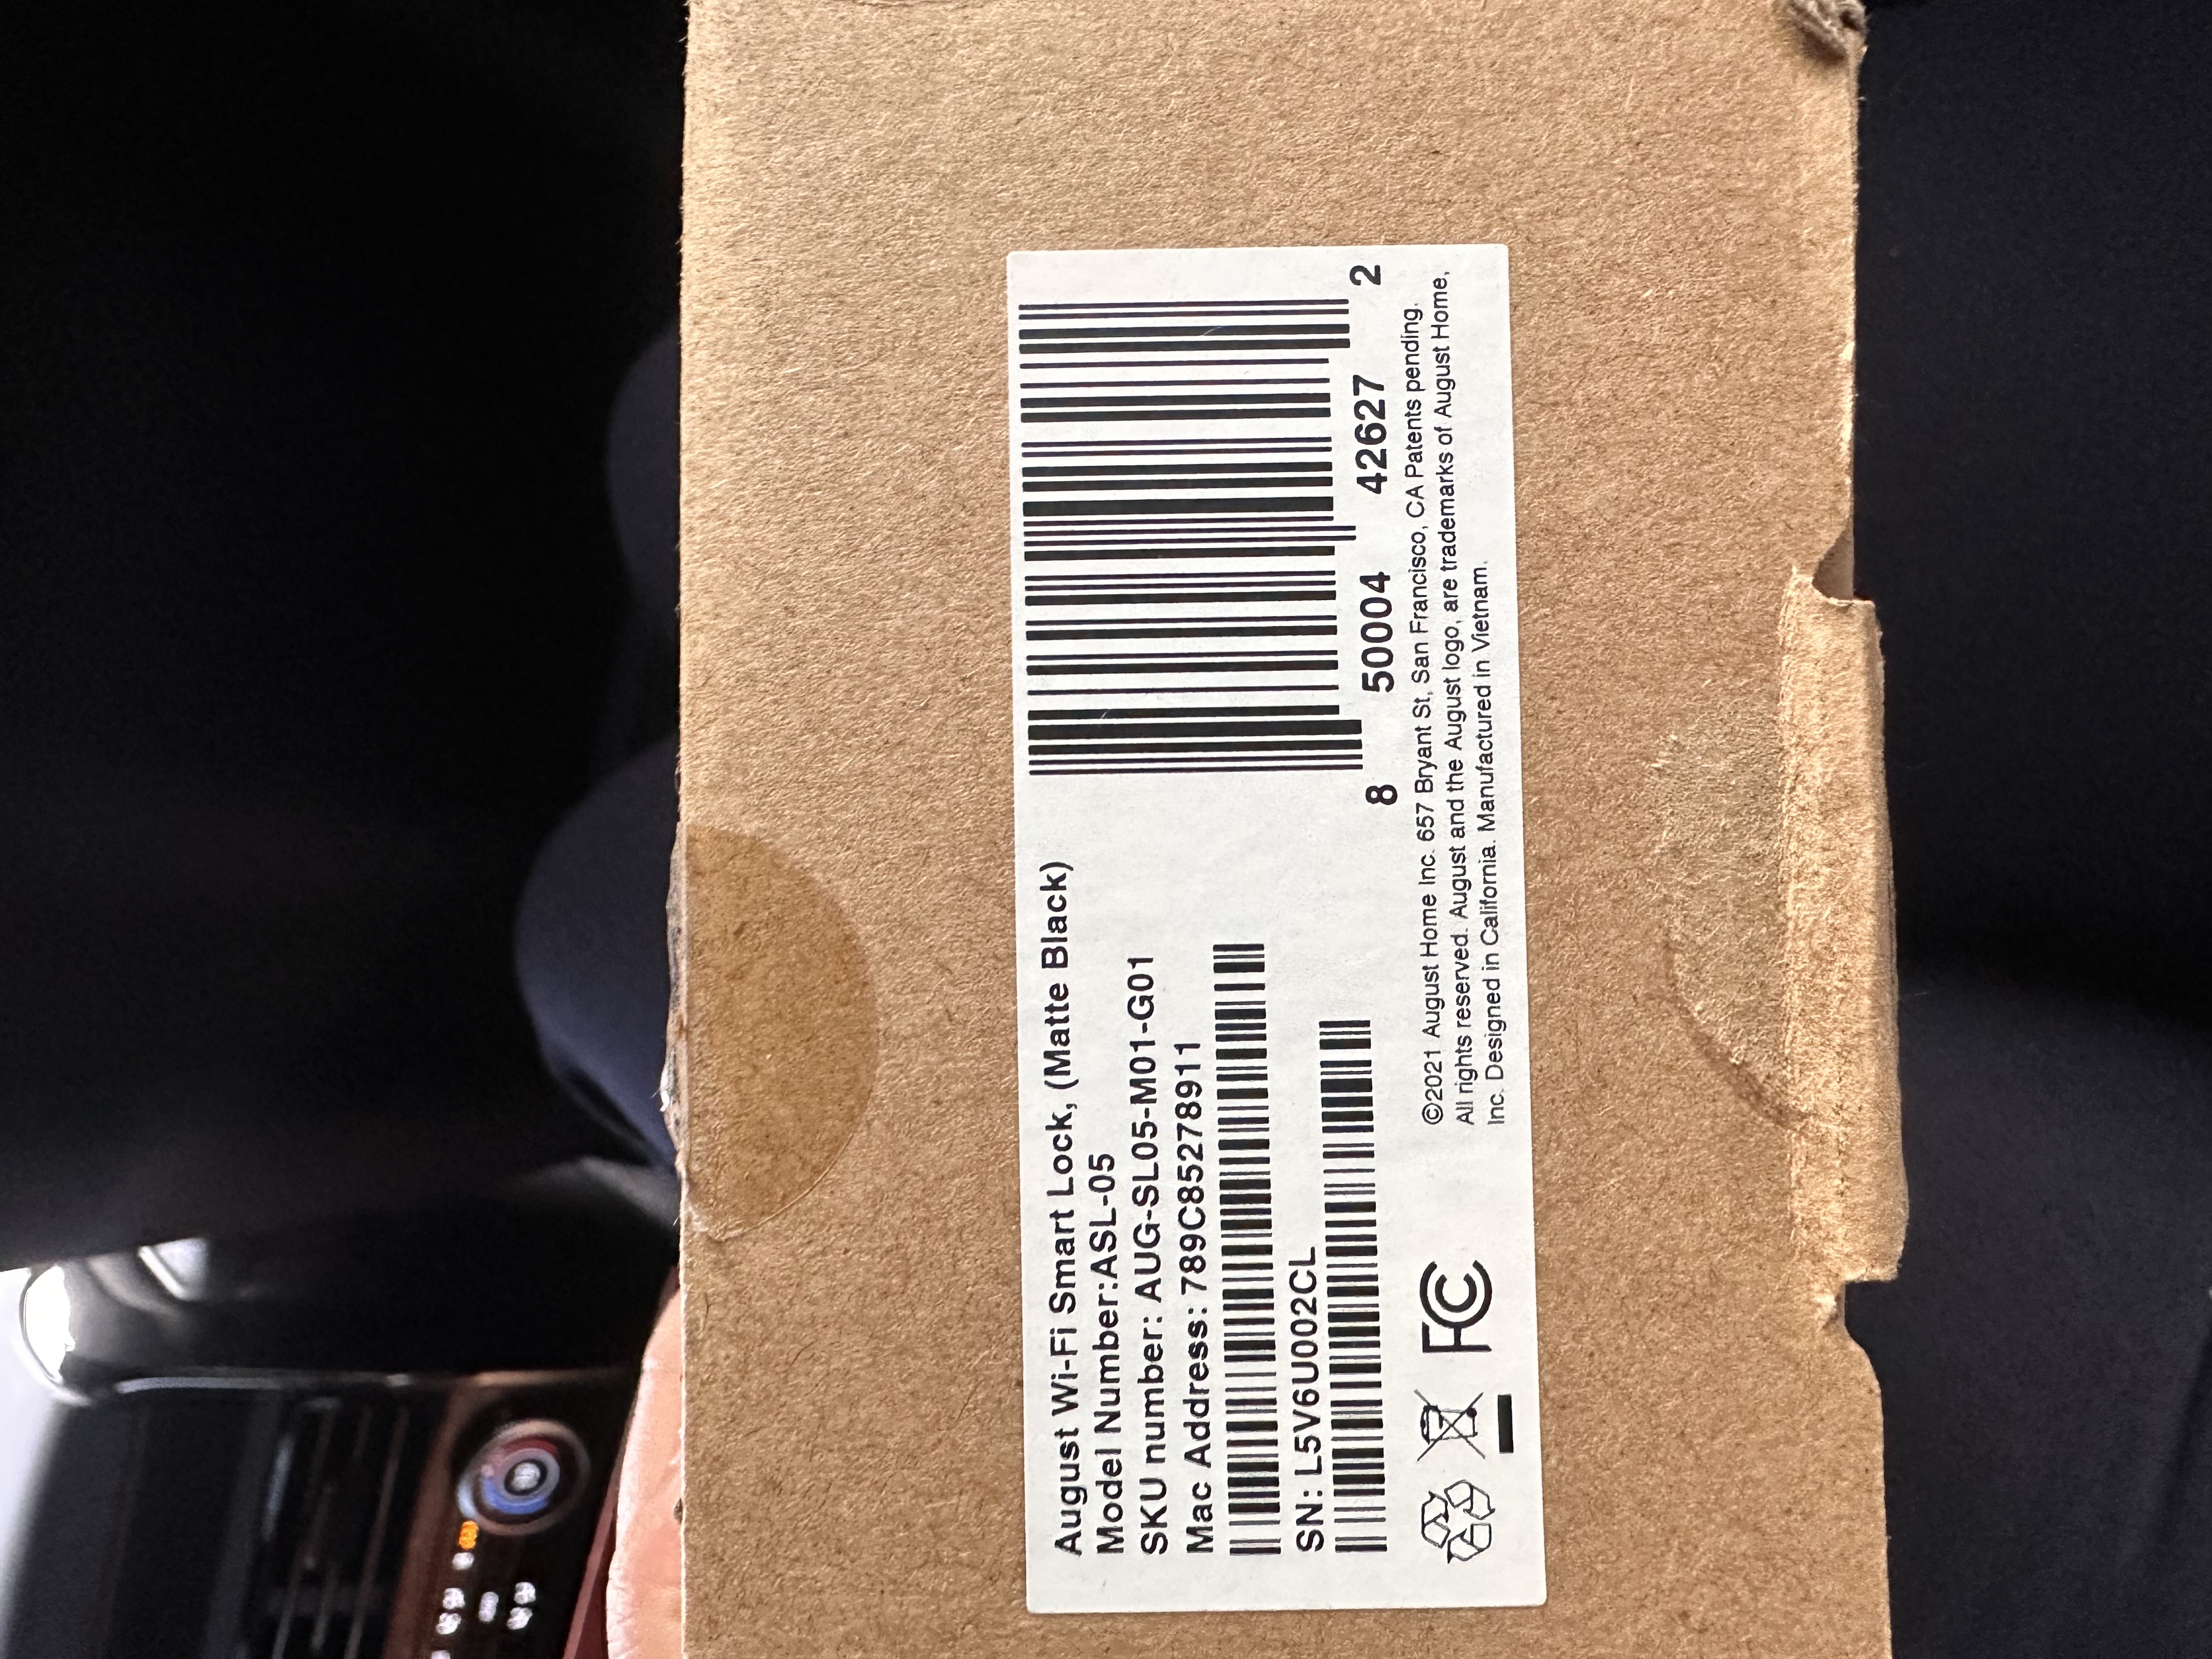 August Wi-Fi Smart Lock, (Matte Black)
Model Number:ASL-05
SKU number: AUG-SL05-M01-G01
Mac Address: 789C85278911
SN: L5V6U002CL
8 50004 42627 2
©2021 August Home Inc. 657 Bryant St, San Francisco, CA Patents pending.
All rights reserved. August and the August logo, are trademarks of August Home,
Inc. Designed in California. Manufactured in Vietnam.
FC